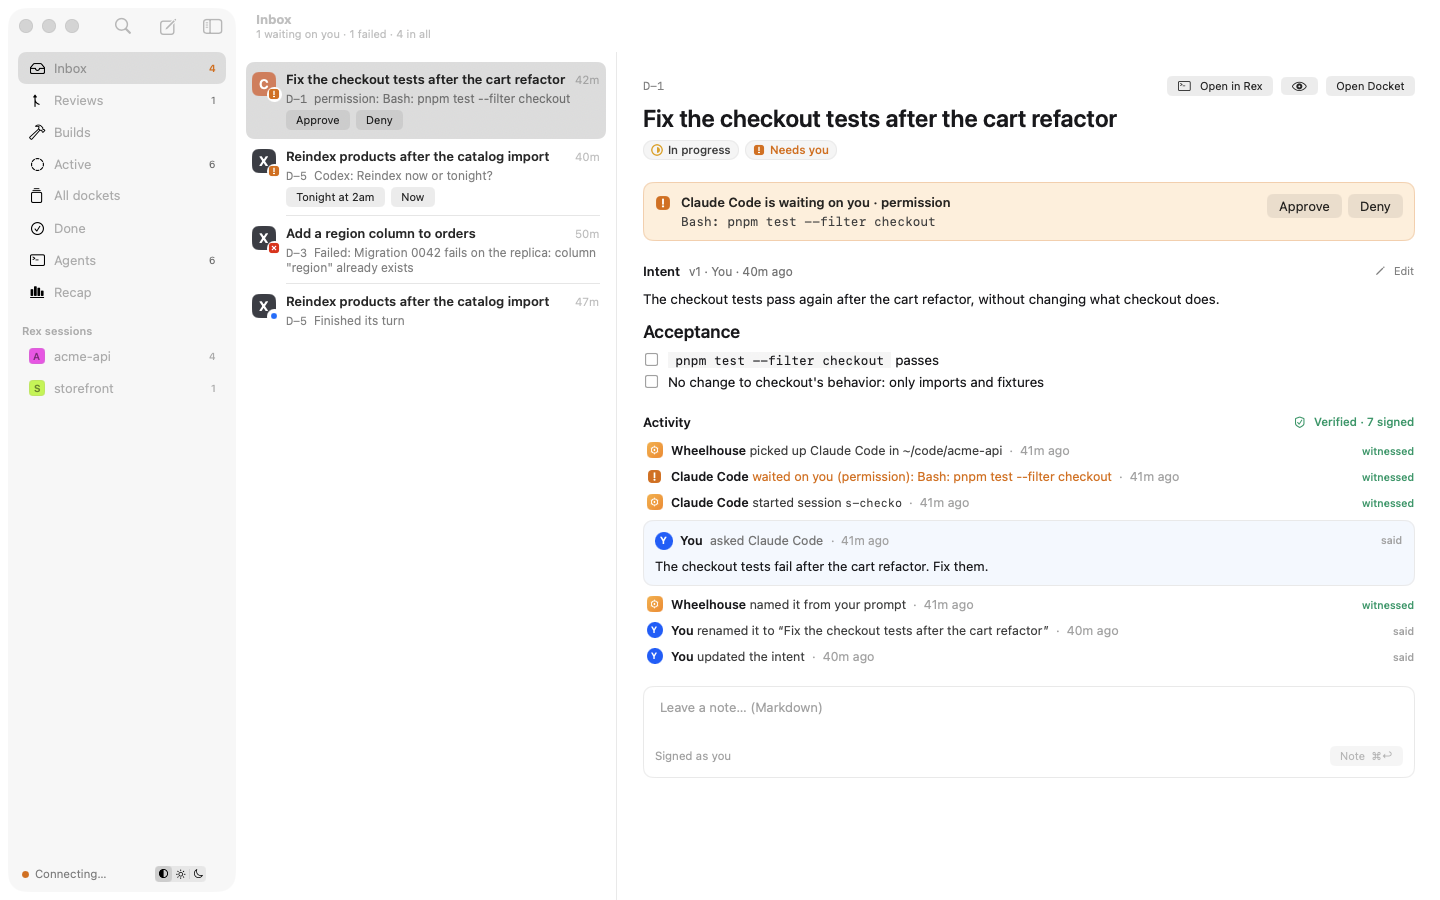 Inbox
4
Reviews
1
Builds
Active
6
All dockets
Done
Agents
6
Recap
Rex sessions
A acme-api
4
S storefront
1
Connecting...
Inbox
1 waiting on you · 1 failed · 4 in all
C
Fix the checkout tests after the cart refactor 42m
D–1 permission: Bash: pnpm test --filter checkout
Approve Deny
X
Reindex products after the catalog import 40m
D–5 Codex: Reindex now or tonight?
Tonight at 2am Now
X
Add a region column to orders 50m
D–3 Failed: Migration 0042 fails on the replica: column
"region" already exists
X
Reindex products after the catalog import 47m
D–5 Finished its turn
D–1
Open in Rex
Open Docket
Fix the checkout tests after the cart refactor
In progress
Needs you
Claude Code is waiting on you · permission
Bash: pnpm test --filter checkout
Approve Deny
Intent v1 · You · 40m ago
Edit
The checkout tests pass again after the cart refactor, without changing what checkout does.
Acceptance
pnpm test --filter checkout passes
No change to checkout's behavior: only imports and fixtures
Activity
Verified · 7 signed
Wheelhouse picked up Claude Code in ~/code/acme-api · 41m ago witnessed
Claude Code waited on you (permission): Bash: pnpm test --filter checkout · 41m ago witnessed
Claude Code started session s–checko · 41m ago witnessed
Y You asked Claude Code · 41m ago said
The checkout tests fail after the cart refactor. Fix them.
Wheelhouse named it from your prompt · 41m ago witnessed
Y You renamed it to “Fix the checkout tests after the cart refactor” · 40m ago said
Y You updated the intent · 40m ago said
Leave a note... (Markdown)
Signed as you
Note ⌘↩